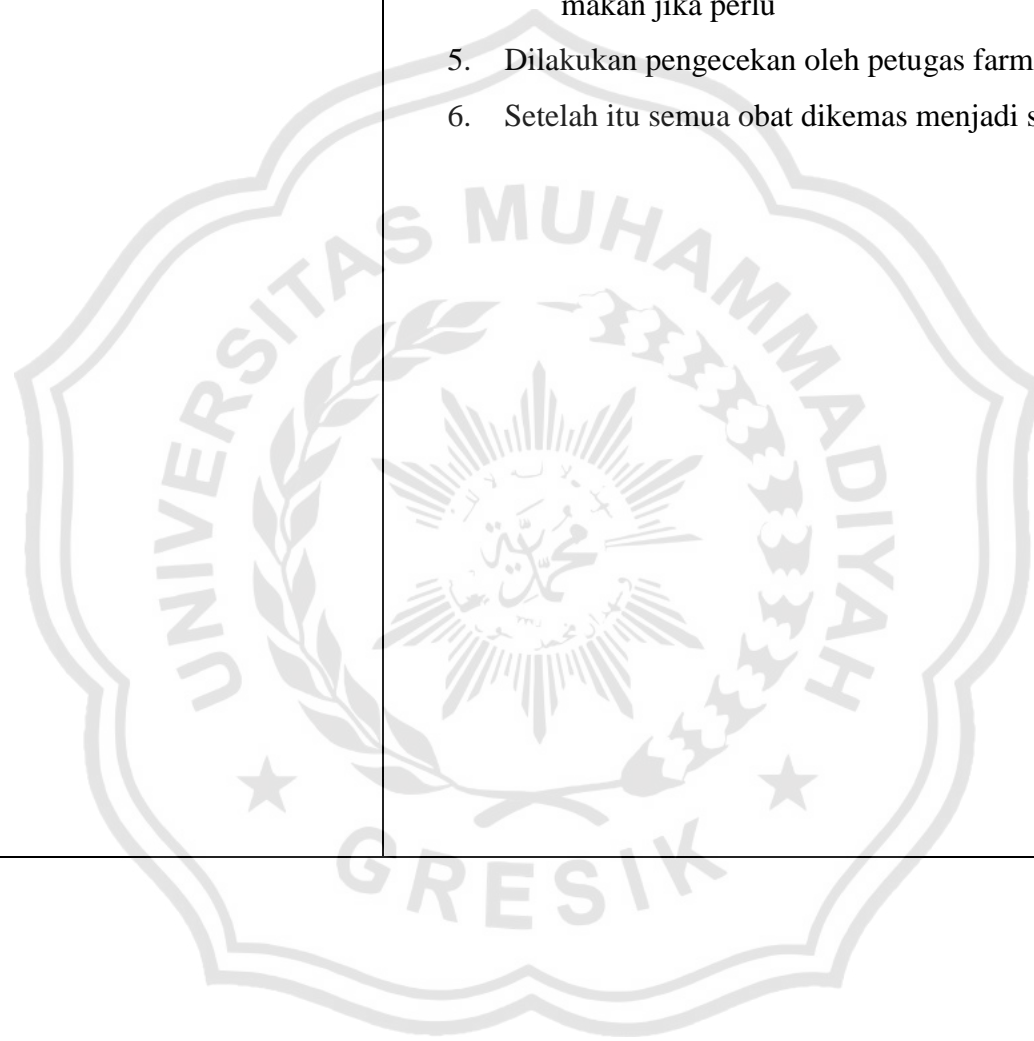 makan jika perlu
5. Dilakukan pengecekan oleh petugas farm
6. Setelah itu semua obat dikemas menjadi s
UNIVERSITAS MUHAMMADIYAH
محمد
GRESIK